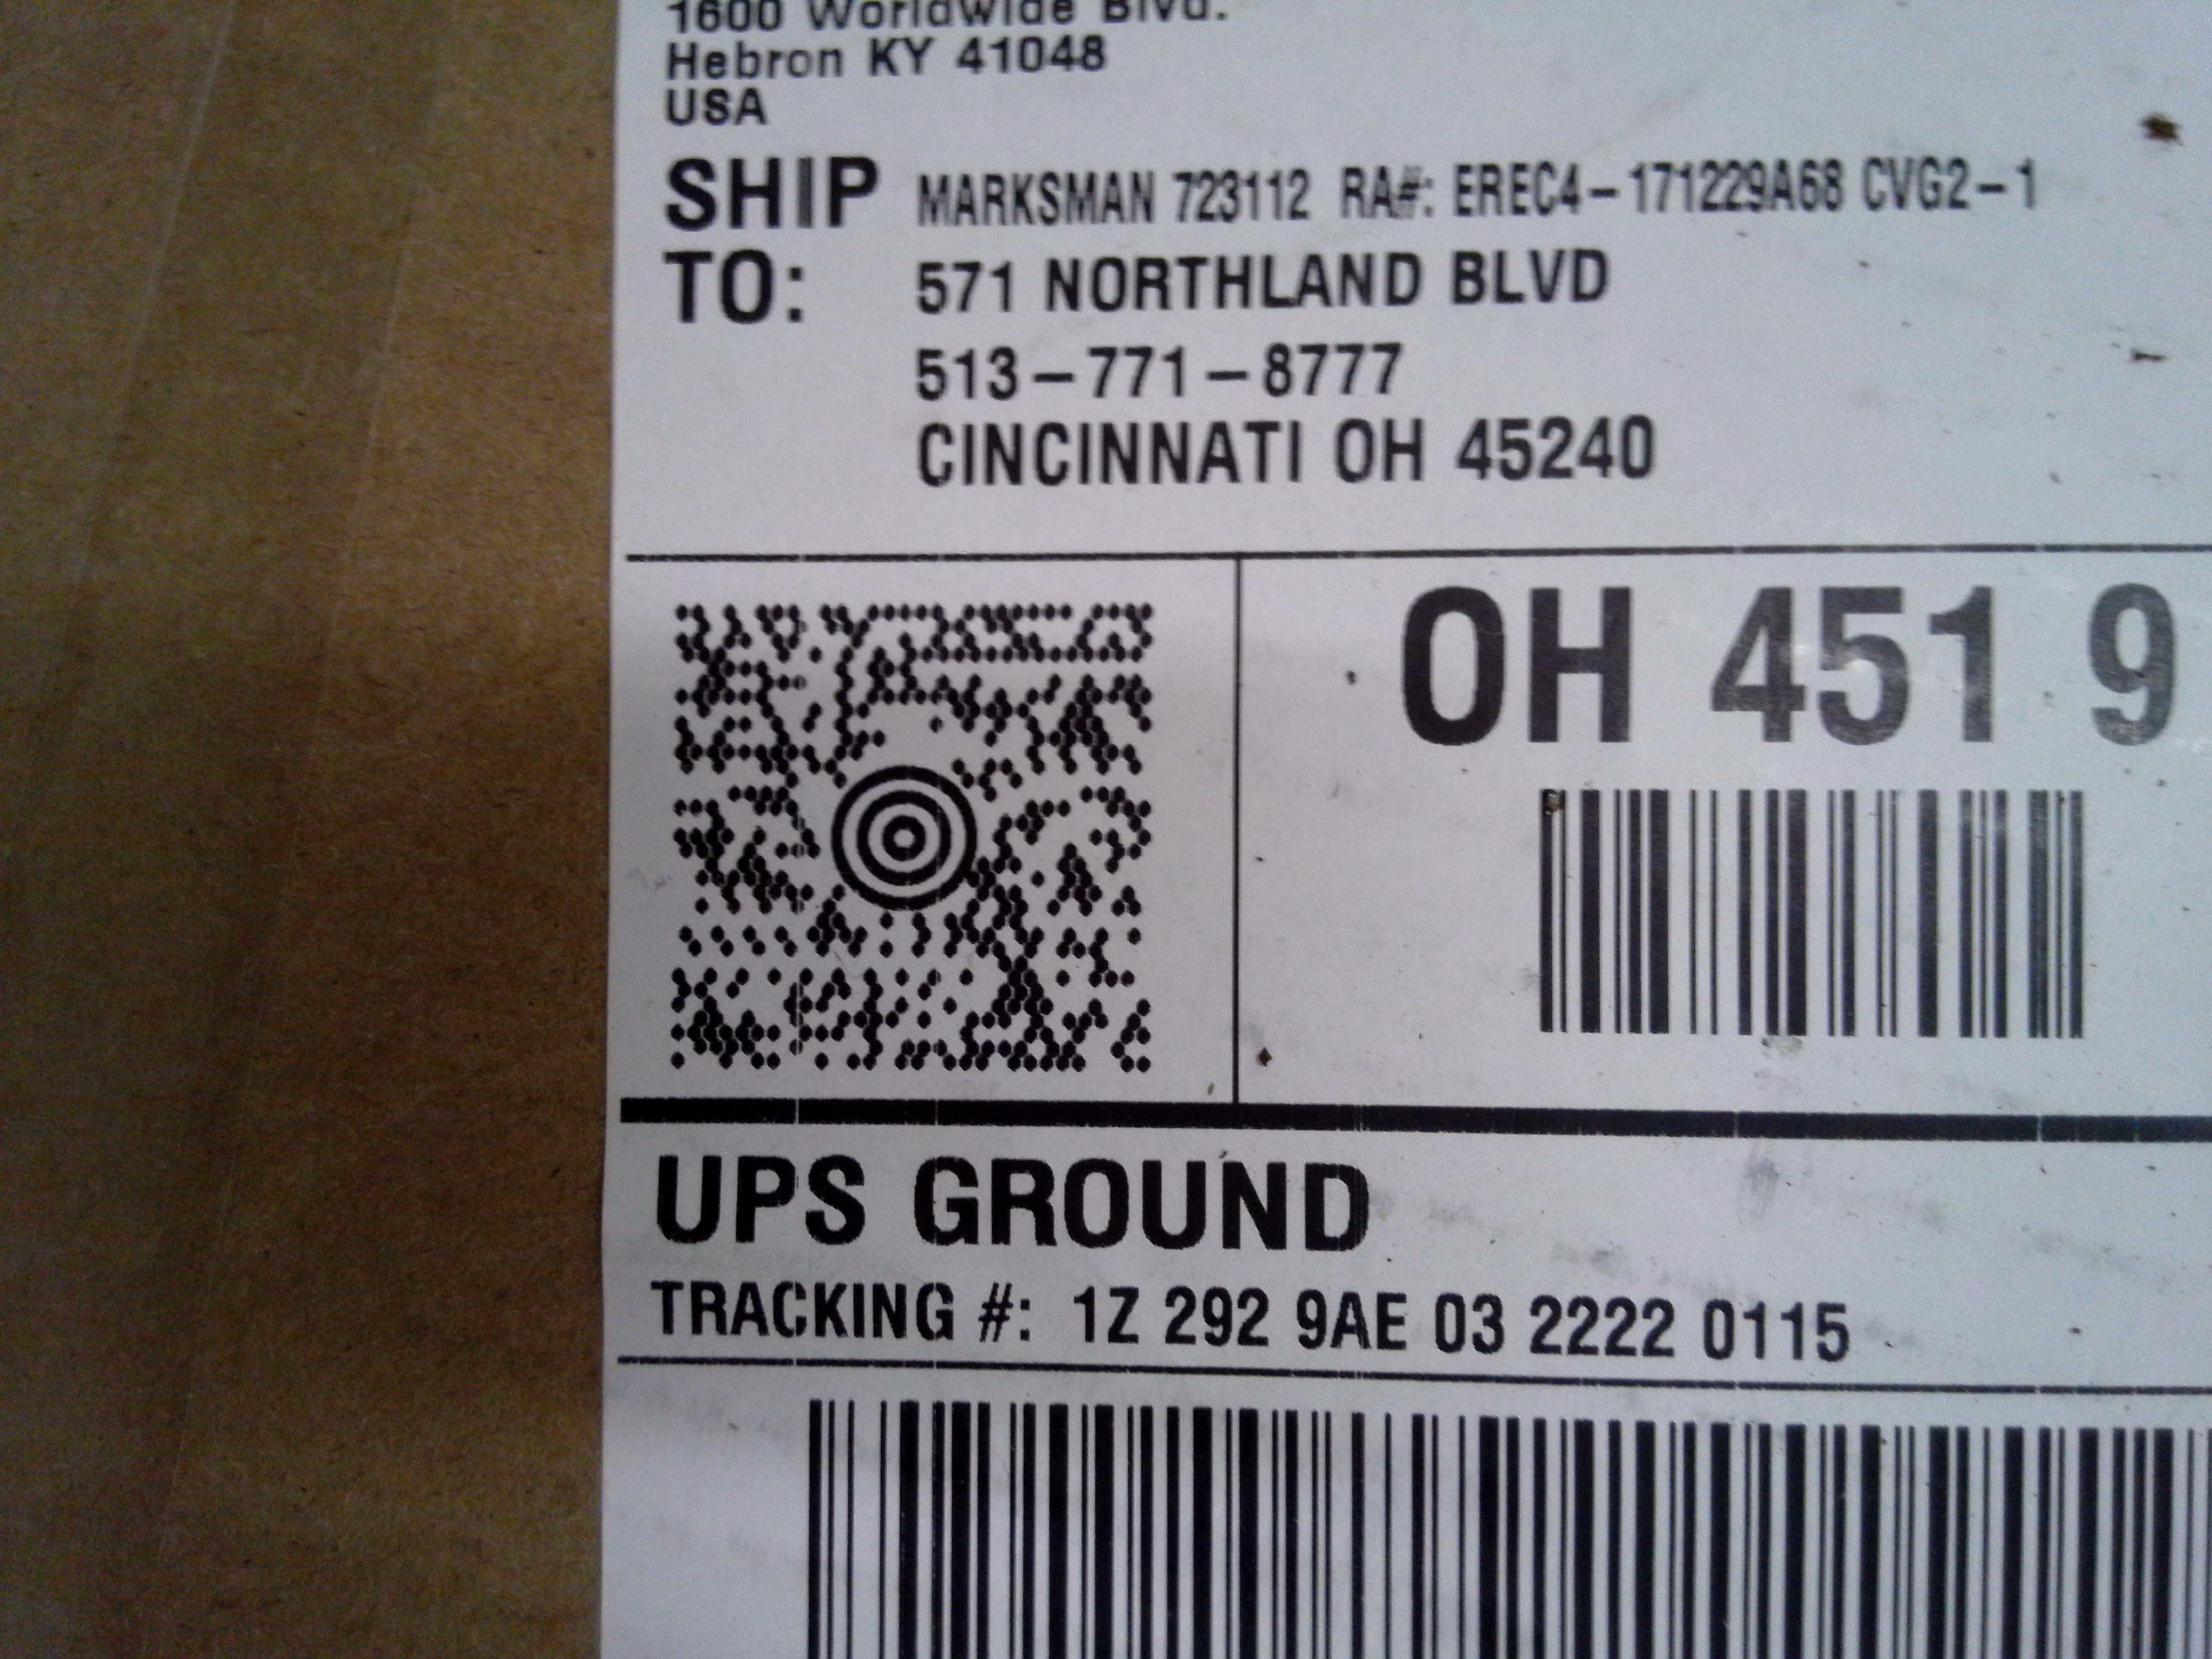 1600 Worldwide Blvd.
Hebron KY 41048
USA
SHIP TO: MARKSMAN 723112 RA#: EREC4-171229A68 CVG2-1
571 NORTHLAND BLVD
513-771-8777
CINCINNATI OH 45240
OH 451 9
UPS GROUND
TRACKING #: 1Z 292 9AE 03 2222 0115